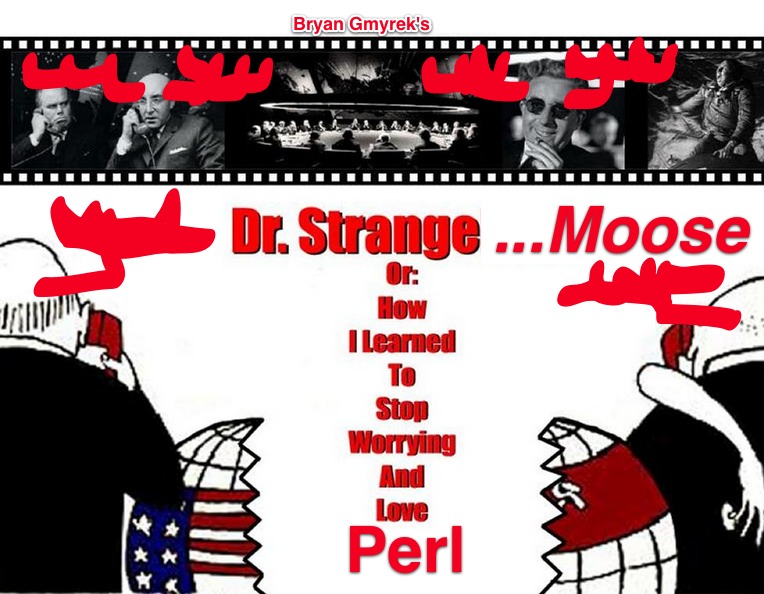 Bryan Gmyrek's
Dr. Strange ...Moose
Or:
How
I Learned
To
Stop
Worrying
And
Love
Perl